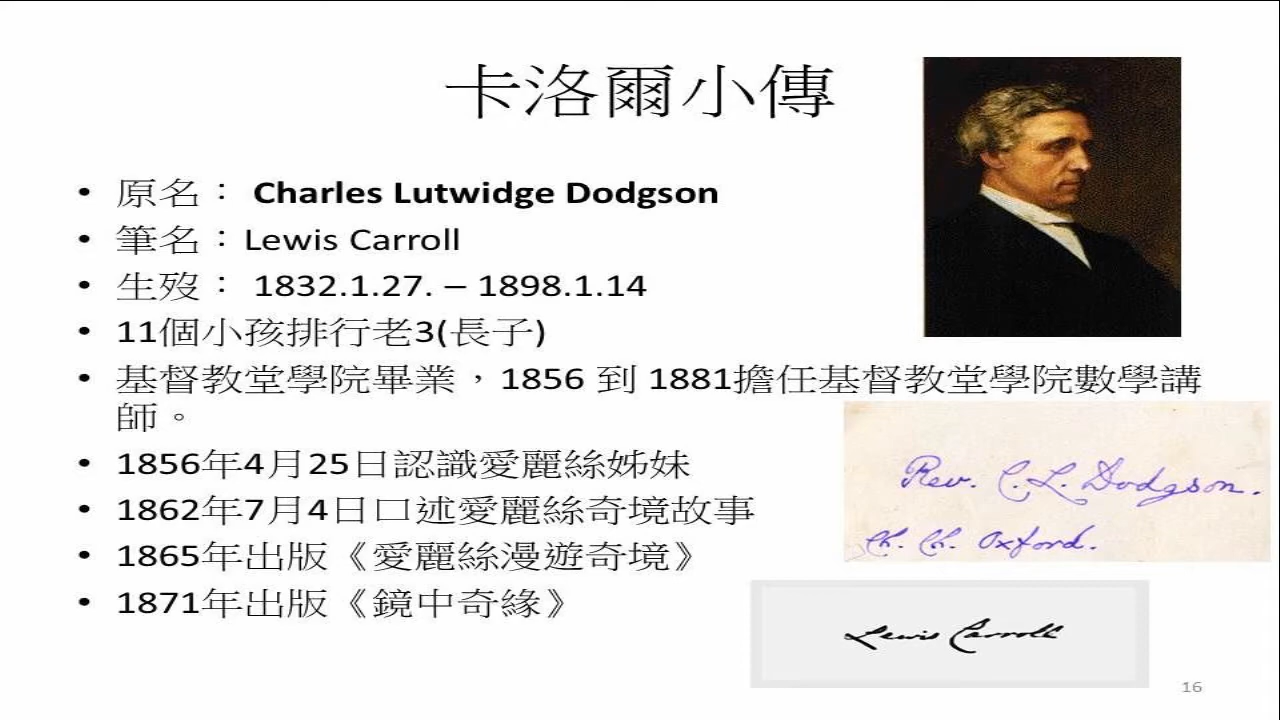 卡洛爾小傳
• 原名： Charles Lutwidge Dodgson
• 筆名：Lewis Carroll
• 生歿： 1832.1.27. – 1898.1.14
• 11個小孩排行老3(長子)
• 基督教堂學院畢業，1856 到 1881擔任基督教堂學院數學講
師。
• 1856年4月25日認識愛麗絲姊妹
• 1862年7月4日口述愛麗絲奇境故事
• 1865年出版《愛麗絲漫遊奇境》
• 1871年出版《鏡中奇緣》
Rev. C. L. Dodgson.
Ch. Ch. Oxford.
Lewis Carroll
16